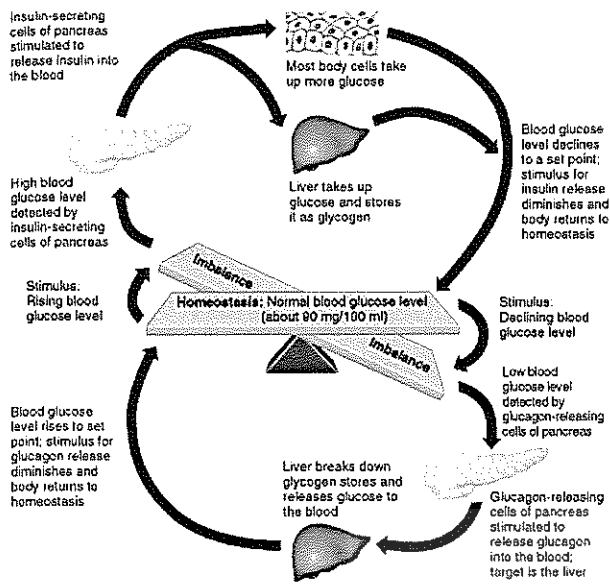 Insulin-secreting
cells of pancreas
stimulated to
release insulin into
the blood
Most body cells take
up more glucose
Liver takes up
glucose and stores
it as glycogen
Blood glucose
level declines
to a set point;
stimulus for
insulin release
diminishes and
body returns to
homeostasis
High blood
glucose level
detected by
insulin-secreting
cells of pancreas
Stimulus:
Rising blood
glucose level
Imbalance
Homeostasis: Normal blood glucose level
(about 90 mg/100 ml)
Imbalance
Stimulus:
Declining blood
glucose level
Low blood
glucose level
detected by
glucagon-releasing
cells of pancreas
Blood glucose
level rises to set
point; stimulus for
glucagon release
diminishes and
body returns to
homeostasis
Liver breaks down
glycogen stores and
releases glucose to
the blood
Glucagon-releasing
cells of pancreas
stimulated to
release glucagon
into the blood;
target is the liver